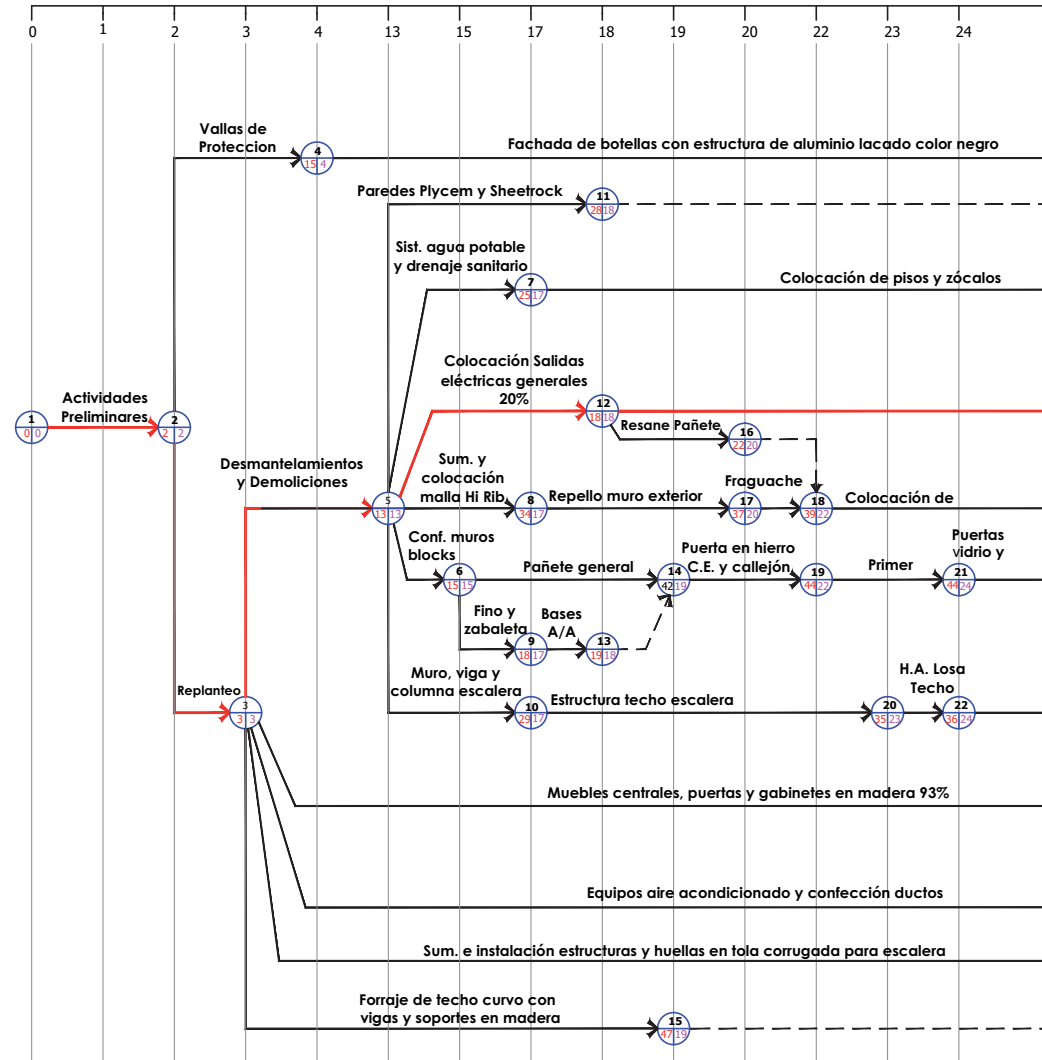 0 1 2 3 4 13 15 17 18 19 20 22 23 24
Vallas de
Proteccion
4
15 4
Fachada de botellas con estructura de aluminio lacado color negro
Paredes Plycem y Sheetrock
11
28 18
Sist. agua potable
y drenaje sanitario
7
25 17
Colocación de pisos y zócalos
Colocación Salidas
eléctricas generales
20%
12
18 18
Resane Pañete
16
22 20
Actividades
Preliminares
1
0 0
2
2 2
Desmantelamientos
y Demoliciones
5
13 13
Sum. y
colocación
malla Hi Rib
8
34 17
Repello muro exterior
17
37 20
Fraguache
18
39 22
Colocación de
Conf. muros
blocks
6
15 15
Pañete general
14
42 19
Puerta en hierro
C.E. y callejón
19
44 22
Primer
21
44 24
Puertas
vidrio y
Fino y
zabaleta
9
18 17
Bases
A/A
13
19 18
Muro, viga y
columna escalera
10
29 17
Estructura techo escalera
20
35 23
H.A. Losa
Techo
22
36 24
Replanteo
3
3 3
Muebles centrales, puertas y gabinetes en madera 93%
Equipos aire acondicionado y confección ductos
Sum. e instalación estructuras y huellas en tola corrugada para escalera
Forraje de techo curvo con
vigas y soportes en madera
15
47 19